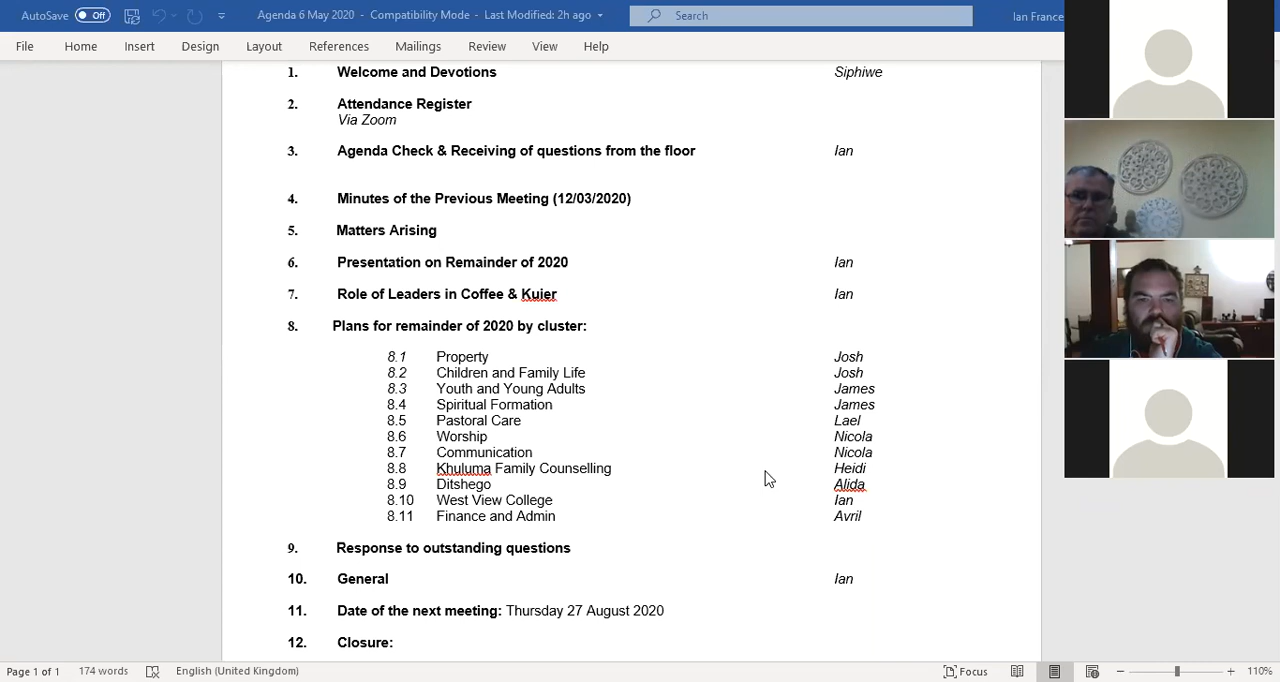 AutoSave Off Agenda 6 May 2020 - Compatibility Mode - Last Modified: 2h ago Search Ian France
File Home Insert Design Layout References Mailings Review View Help
1. Welcome and Devotions Siphiwe
2. Attendance Register
Via Zoom
3. Agenda Check & Receiving of questions from the floor Ian
4. Minutes of the Previous Meeting (12/03/2020)
5. Matters Arising
6. Presentation on Remainder of 2020 Ian
7. Role of Leaders in Coffee & Kuier Ian
8. Plans for remainder of 2020 by cluster:
8.1 Property Josh
8.2 Children and Family Life Josh
8.3 Youth and Young Adults James
8.4 Spiritual Formation James
8.5 Pastoral Care Lael
8.6 Worship Nicola
8.7 Communication Nicola
8.8 Khuluma Family Counselling Heidi
8.9 Ditshego Alida
8.10 West View College Ian
8.11 Finance and Admin Avril
9. Response to outstanding questions
10. General Ian
11. Date of the next meeting: Thursday 27 August 2020
12. Closure:
Page 1 of 1 174 words English (United Kingdom) Focus 110%